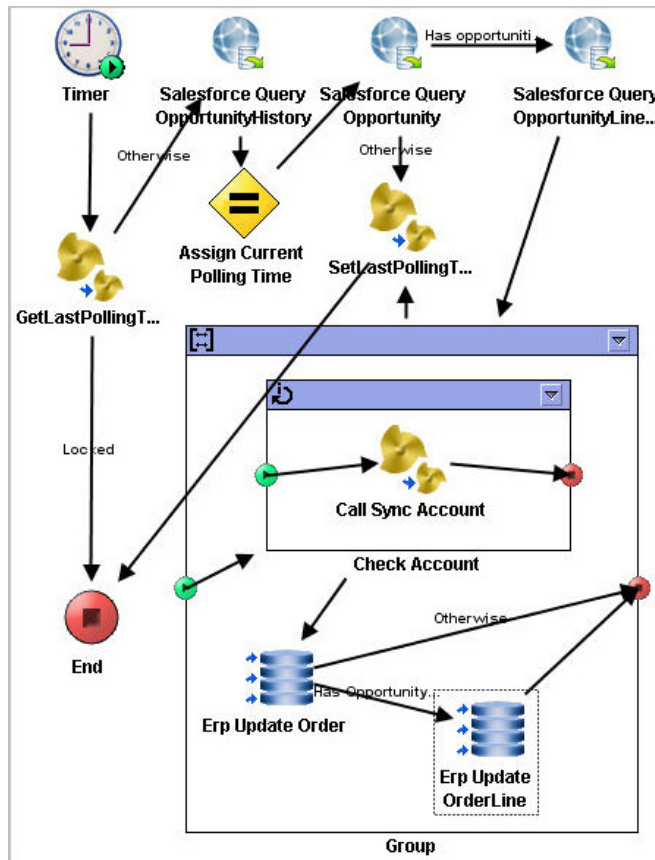 Has opportuniti...
Timer
Salesforce Query
OpportunityHistory
Salesforce Query
Opportunity
Salesforce Query
OpportunityLine...
Otherwise
Otherwise
Assign Current
Polling Time
SetLastPollingT...
GetLastPollingT...
Locked
Call Sync Account
Check Account
End
Otherwise
Has Opportunity...
Erp Update Order
Erp Update
OrderLine
Group